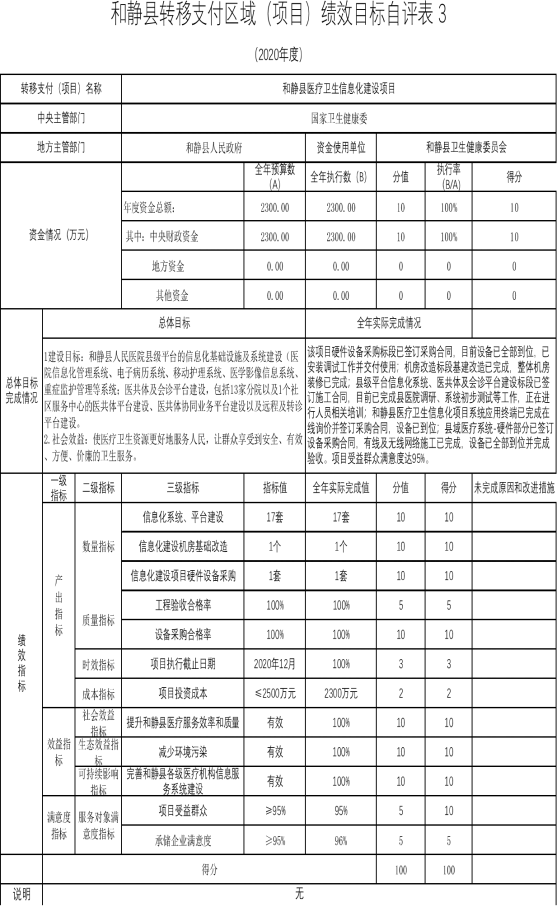 和静县转移支付区域（项目）绩效目标自评表 3
（2020年度）
转移支付（项目）名称 和静县医疗卫生信息化建设项目
中央主管部门 国家卫生健康委
地方主管部门 和静县人民政府 资金使用单位 和静县卫生健康委员会
资金情况（万元） 全年预算数（A） 全年执行数（B） 分值 执行率（B/A） 得分
年度资金总额： 2300.00 2300.00 10 100% 10
其中：中央财政资金 2300.00 2300.00 10 100% 10
地方资金 0.00 0.00 0 0 0
其他资金 0.00 0.00 0 0 0
总体目标完成情况
总体目标 全年实际完成情况
1建设目标：和静县人民医院县级平台的信息化基础设施及系统建设（医
院信息化管理系统、电子病历系统、移动护理系统、医学影像信息系统、
重症监护管理等系统；医共体及会诊平台建设，包括13家分院以及1个社
区服务中心的医共体平台建设、医共体协同业务平台建设以及远程及转诊
平台建设。
2.社会效益：使医疗卫生资源更好地服务人民，让群众享受到安全、有效
、方便、价廉的卫生服务。
该项目硬件设备采购标段已签订采购合同，目前设备已全部到位，已
安装调试工作并交付使用；机房改造标段基建改造已完成，整体机房
装修已完成；县级平台信息化系统、医共体及会诊平台建设标段已签
订施工合同，目前已完成县医院调研、系统初步测试等工作，正在进
行人员相关培训；和静县医疗卫生信息化项目系统应用终端已完成在
线询价并签订采购合同，设备已到位；县域医疗系统-硬件部分已签订
设备采购合同，有线及无线网络施工已完成，设备已全部到位并完成
验收。项目受益群众满意度达95%。
绩效指标
一级指标 二级指标 三级指标 指标值 全年实际完成值 分值 得分 未完成原因和改进措施
产出指标 数量指标 信息化系统、平台建设 17套 17套 10 10
信息化建设机房基础改造 1个 1个 10 10
信息化建设项目硬件设备采购 1套 1套 10 10
质量指标 工程验收合格率 100% 100% 5 5
设备采购合格率 100% 100% 10 10
时效指标 项目执行截止日期 2020年12月 100% 3 3
成本指标 项目投资成本 ≤2500万元 2300万元 2 2
效益指标 社会效益指标 提升和静县医疗服务效率和质量 有效 100% 10 10
生态效益指标 减少环境污染 有效 100% 10 10
可持续影响指标 完善和静县各级医疗机构信息服务系统建设 有效 100% 10 10
满意度指标 服务对象满意度指标 项目受益群众 ≥95% 95% 5 10
承储企业满意度 ≥95% 96% 5 5
得分 100 100
说明 无